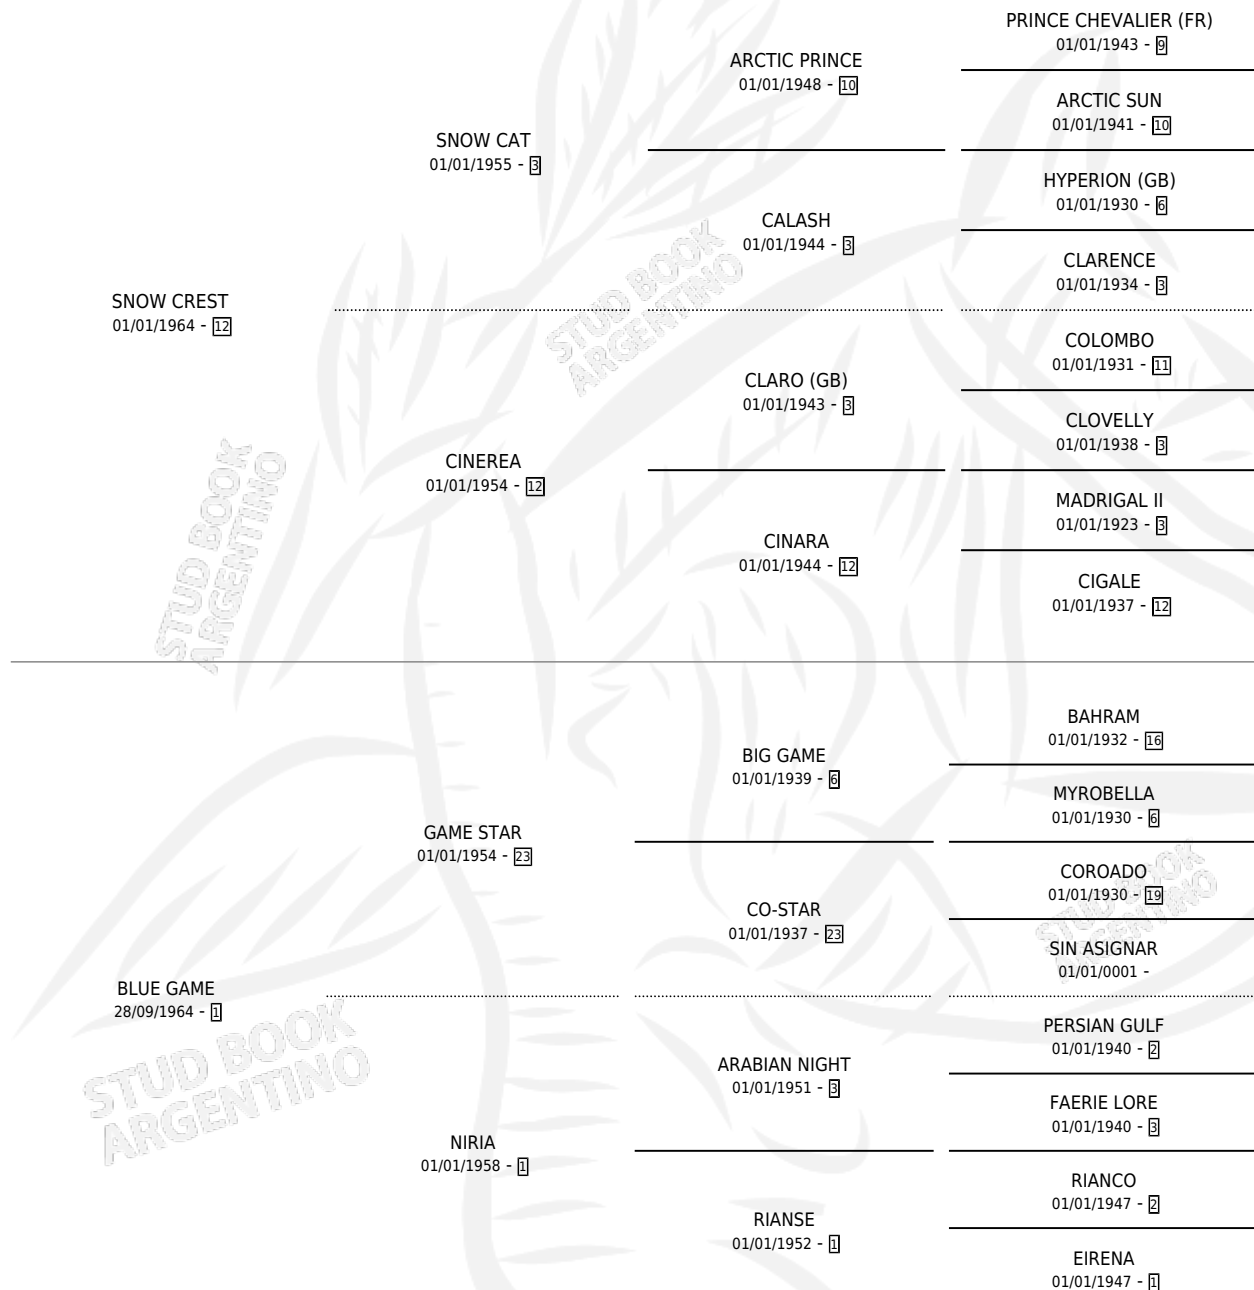 PRINCE CHEVALIER (FR)
01/01/1943 - 9
ARCTIC PRINCE
01/01/1948 - 10
ARCTIC SUN
01/01/1941 - 10
SNOW CAT
01/01/1955 - 3
HYPERION (GB)
01/01/1930 - 6
CALASH
01/01/1944 - 3
CLARENCE
01/01/1934 - 3
SNOW CREST
01/01/1964 - 12
COLOMBO
01/01/1931 - 11
CLARO (GB)
01/01/1943 - 3
CLOVELLY
01/01/1938 - 3
CINEREA
01/01/1954 - 12
MADRIGAL II
01/01/1923 - 3
CINARA
01/01/1944 - 12
CIGALE
01/01/1937 - 12
BAHRAM
01/01/1932 - 16
BIG GAME
01/01/1939 - 6
MYROBELLA
01/01/1930 - 6
GAME STAR
01/01/1954 - 23
COROADO
01/01/1930 - 19
CO-STAR
01/01/1937 - 23
SIN ASIGNAR
01/01/0001 -
BLUE GAME
28/09/1964 - 1
PERSIAN GULF
01/01/1940 - 2
ARABIAN NIGHT
01/01/1951 - 3
FAERIE LORE
01/01/1940 - 3
NIRIA
01/01/1958 - 1
RIANCO
01/01/1947 - 2
RIANSE
01/01/1952 - 1
EIRENA
01/01/1947 - 1
STUD BOOK
ARGENTINO
STUD BOOK
ARGENTINO
STUD BOOK
ARGENTINO
STUD BOOK
ARGENTINO